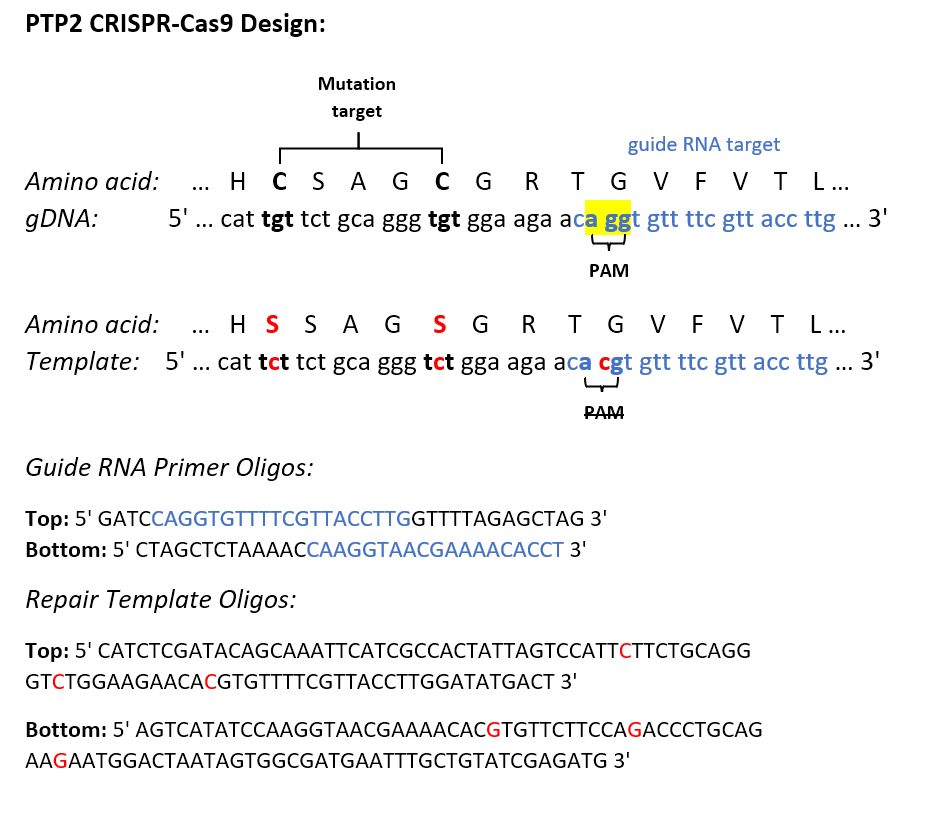 PTP2 CRISPR-Cas9 Design:
Mutation
target
guide RNA target
Amino acid: ... H C S A G C G R T G V F V T L ...
gDNA: 5' ... cat tgt tct gca ggg tgt gga aga aca ggt gtt ttc gtt acc ttg ... 3'
PAM
Amino acid: ... H S S A G S G R T G V F V T L ...
Template: 5' ... cat tct tct gca ggg tct gga aga aca cgt gtt ttc gtt acc ttg ... 3'
PAM
Guide RNA Primer Oligos:
Top: 5' GATCCAGGTGTTTTCGTTACCTTGGTTTTAGAGCTAG 3'
Bottom: 5' CTAGCTCTAAAACCAAGGTAACGAAAACACCT 3'
Repair Template Oligos:
Top: 5' CATCTCGATACAGCAAATTCATCGCCACTATTAGTCCATTCTTCTGCAGG
GTCTGGAAGAACACGTGTTTTCGTTACCTTGGATATGACT 3'
Bottom: 5' AGTCATATCCAAGGTAACGAAAACACGTGTTCTTCCAGACCCTGCAG
AAGAATGGACTAATAGTGGCGATGAATTTGCTGTATCGAGATG 3'